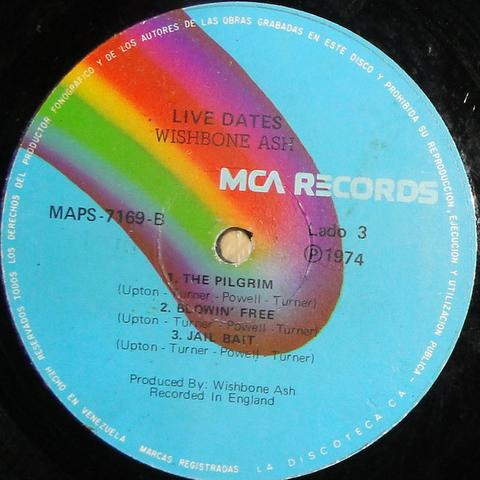 LIVE DATES
WISHBONE ASH
MCA RECORDS
MAPS-7169-B
Lado 3
Ⓟ1974
1. THE PILGRIM
(Upton - Turner - Powell - Turner)
2. BLOWIN' FREE
(Upton - Turner - Powell - Turner)
3. JAIL BAIT
(Upton - Turner - Powell - Turner)
Produced By: Wishbone Ash
Recorded In England
RESERVADOS TODOS LOS DERECHOS DEL PRODUCTOR FONOGRAFICO Y DE LOS AUTORES DE LAS OBRAS GRABADAS EN ESTE DISCO Y PROHIBIDA SU REPRODUCCION, EJECUCION Y UTILIZACION PUBLICA -
HECHO EN VENEZUELA MARCAS REGISTRADAS LA DISCOTECA C.A.-